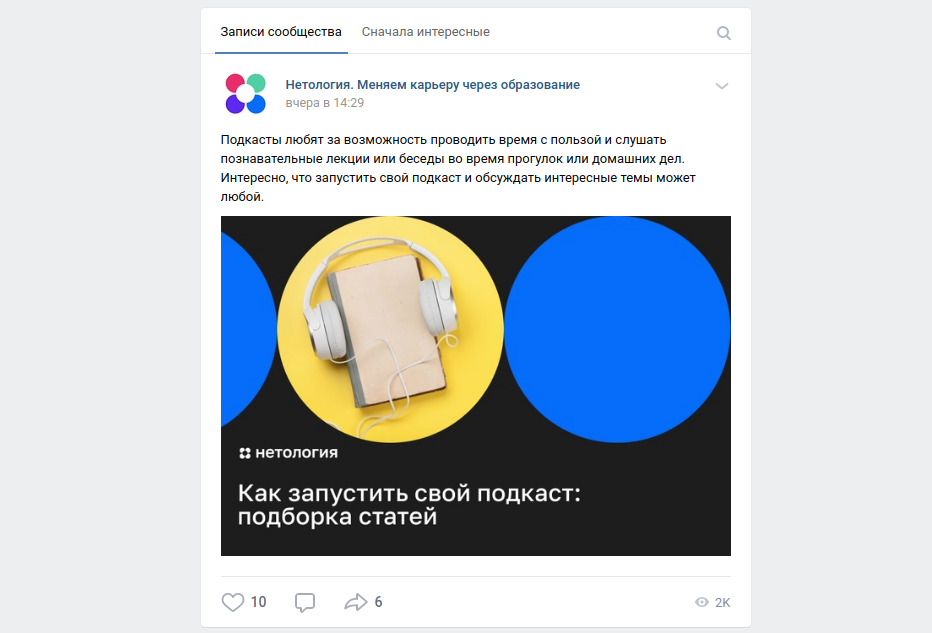 Записи сообщества Сначала интересные
Нетология. Меняем карьеру через образование
вчера в 14:29
Подкасты любят за возможность проводить время с пользой и слушать
познавательные лекции или беседы во время прогулок или домашних дел.
Интересно, что запустить свой подкаст и обсуждать интересные темы может
любой.
нетология
Как запустить свой подкаст:
подборка статей
10 6 2K